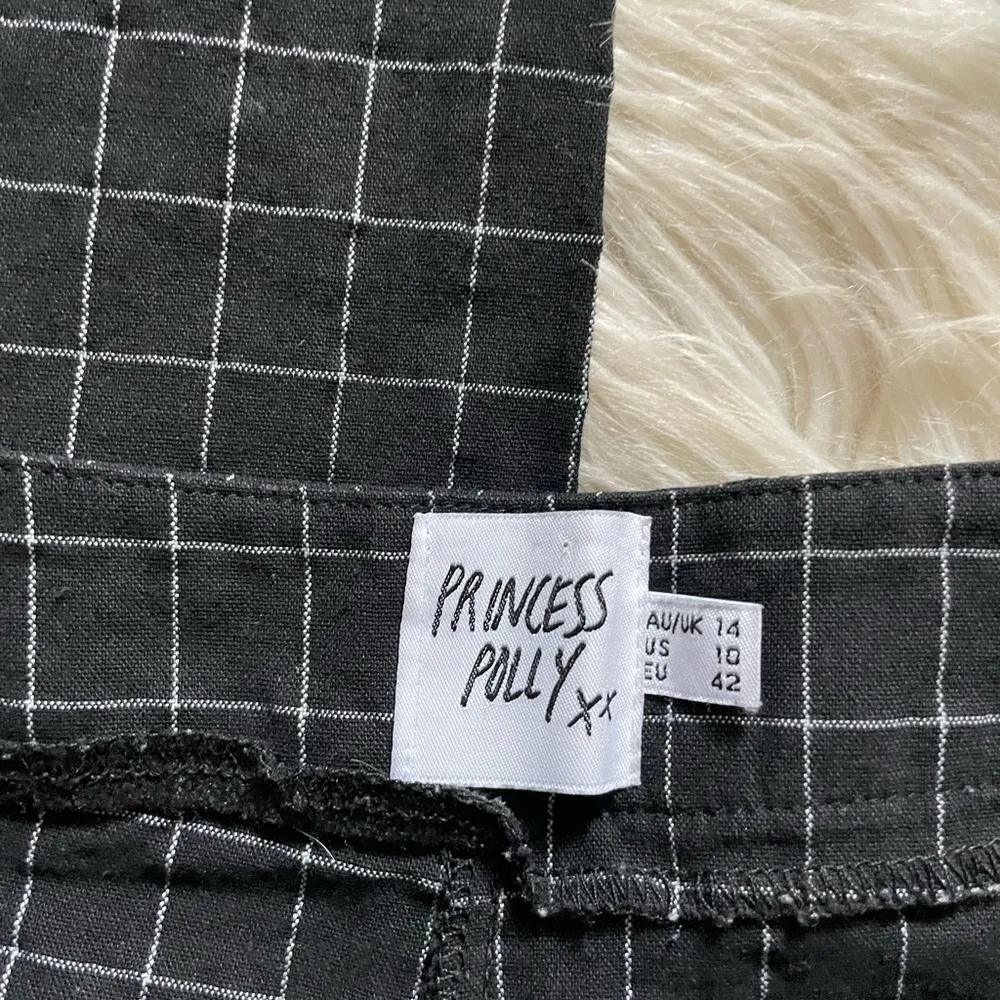 PRINCESS
POLLY xx
AU/UK 14
US 10
EU 42